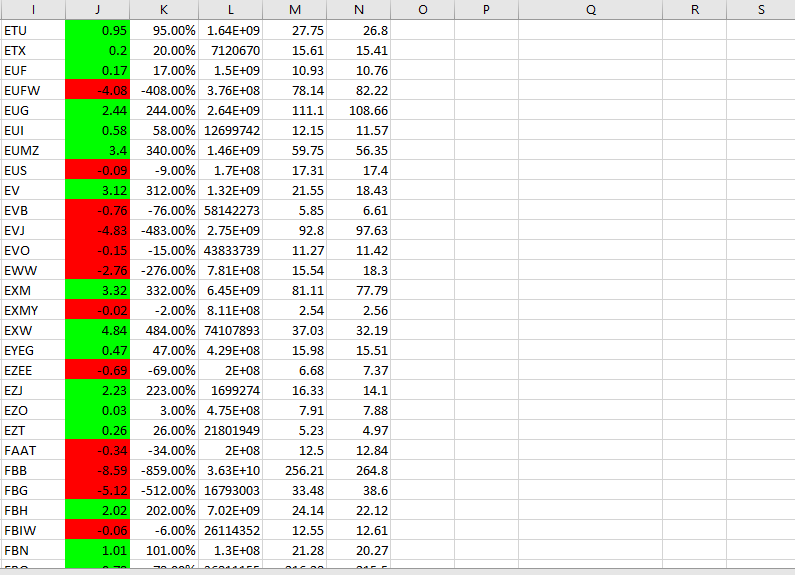 I J K L M N O P Q R S
ETU 0.95 95.00% 1.64E+09 27.75 26.8
ETX 0.2 20.00% 7120670 15.61 15.41
EUF 0.17 17.00% 1.5E+09 10.93 10.76
EUFW -4.08 -408.00% 3.76E+08 78.14 82.22
EUG 2.44 244.00% 2.64E+09 111.1 108.66
EUI 0.58 58.00% 12699742 12.15 11.57
EUMZ 3.4 340.00% 1.46E+09 59.75 56.35
EUS -0.09 -9.00% 1.7E+08 17.31 17.4
EV 3.12 312.00% 1.32E+09 21.55 18.43
EVB -0.76 -76.00% 58142273 5.85 6.61
EVJ -4.83 -483.00% 2.75E+09 92.8 97.63
EVO -0.15 -15.00% 43833739 11.27 11.42
EWW -2.76 -276.00% 7.81E+08 15.54 18.3
EXM 3.32 332.00% 6.45E+09 81.11 77.79
EXMY -0.02 -2.00% 8.11E+08 2.54 2.56
EXW 4.84 484.00% 74107893 37.03 32.19
EYEG 0.47 47.00% 4.29E+08 15.98 15.51
EZEE -0.69 -69.00% 2E+08 6.68 7.37
EZJ 2.23 223.00% 1699274 16.33 14.1
EZO 0.03 3.00% 4.75E+08 7.91 7.88
EZT 0.26 26.00% 21801949 5.23 4.97
FAAT -0.34 -34.00% 2E+08 12.5 12.84
FBB -8.59 -859.00% 3.63E+10 256.21 264.8
FBG -5.12 -512.00% 16793003 33.48 38.6
FBH 2.02 202.00% 7.02E+09 24.14 22.12
FBIW -0.06 -6.00% 26114352 12.55 12.61
FBN 1.01 101.00% 1.3E+08 21.28 20.27